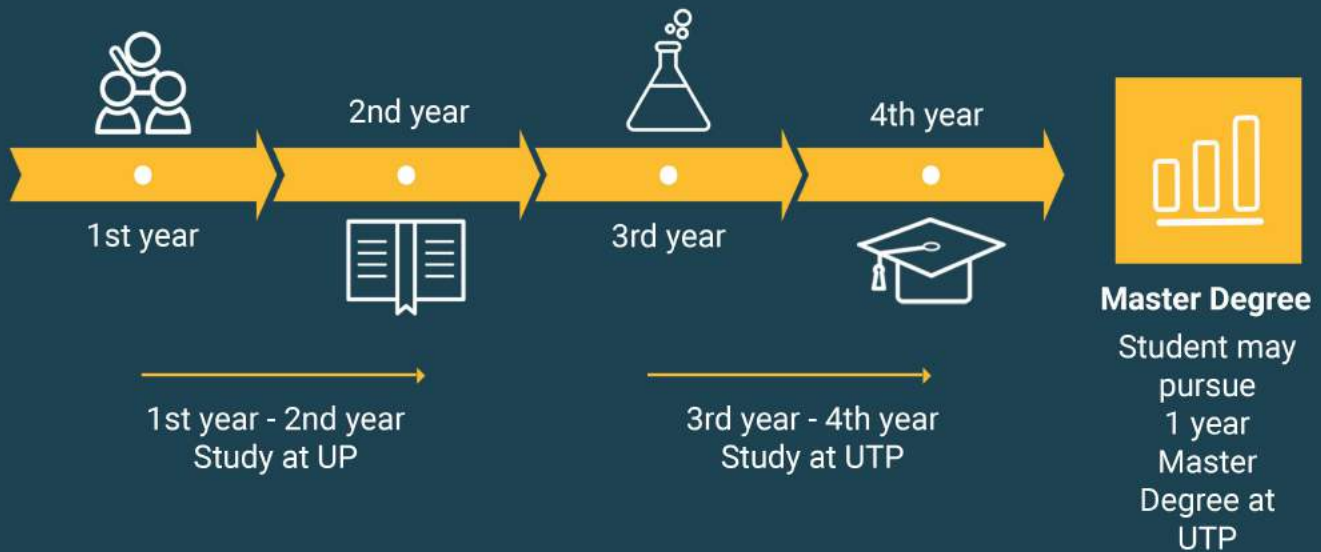 2nd year
4th year
1st year
3rd year
Master Degree
Student may
pursue
1 year
Master
Degree at
UTP
1st year - 2nd year
Study at UP
3rd year - 4th year
Study at UTP